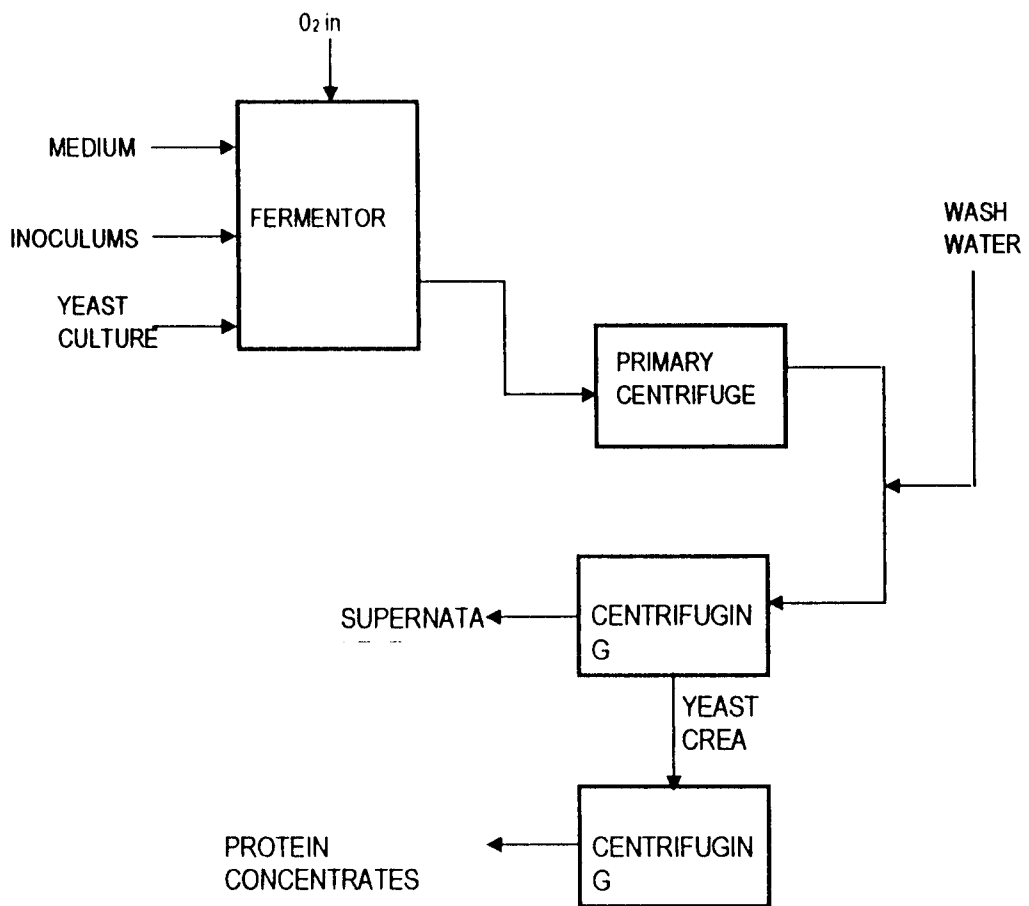 O₂ in
MEDIUM
FERMENTOR
INOCULUMS
WASH
WATER
YEAST
CULTURE
PRIMARY
CENTRIFUGE
SUPERNATA
CENTRIFUGIN
G
YEAST
CREA
PROTEIN
CONCENTRATES
CENTRIFUGIN
G